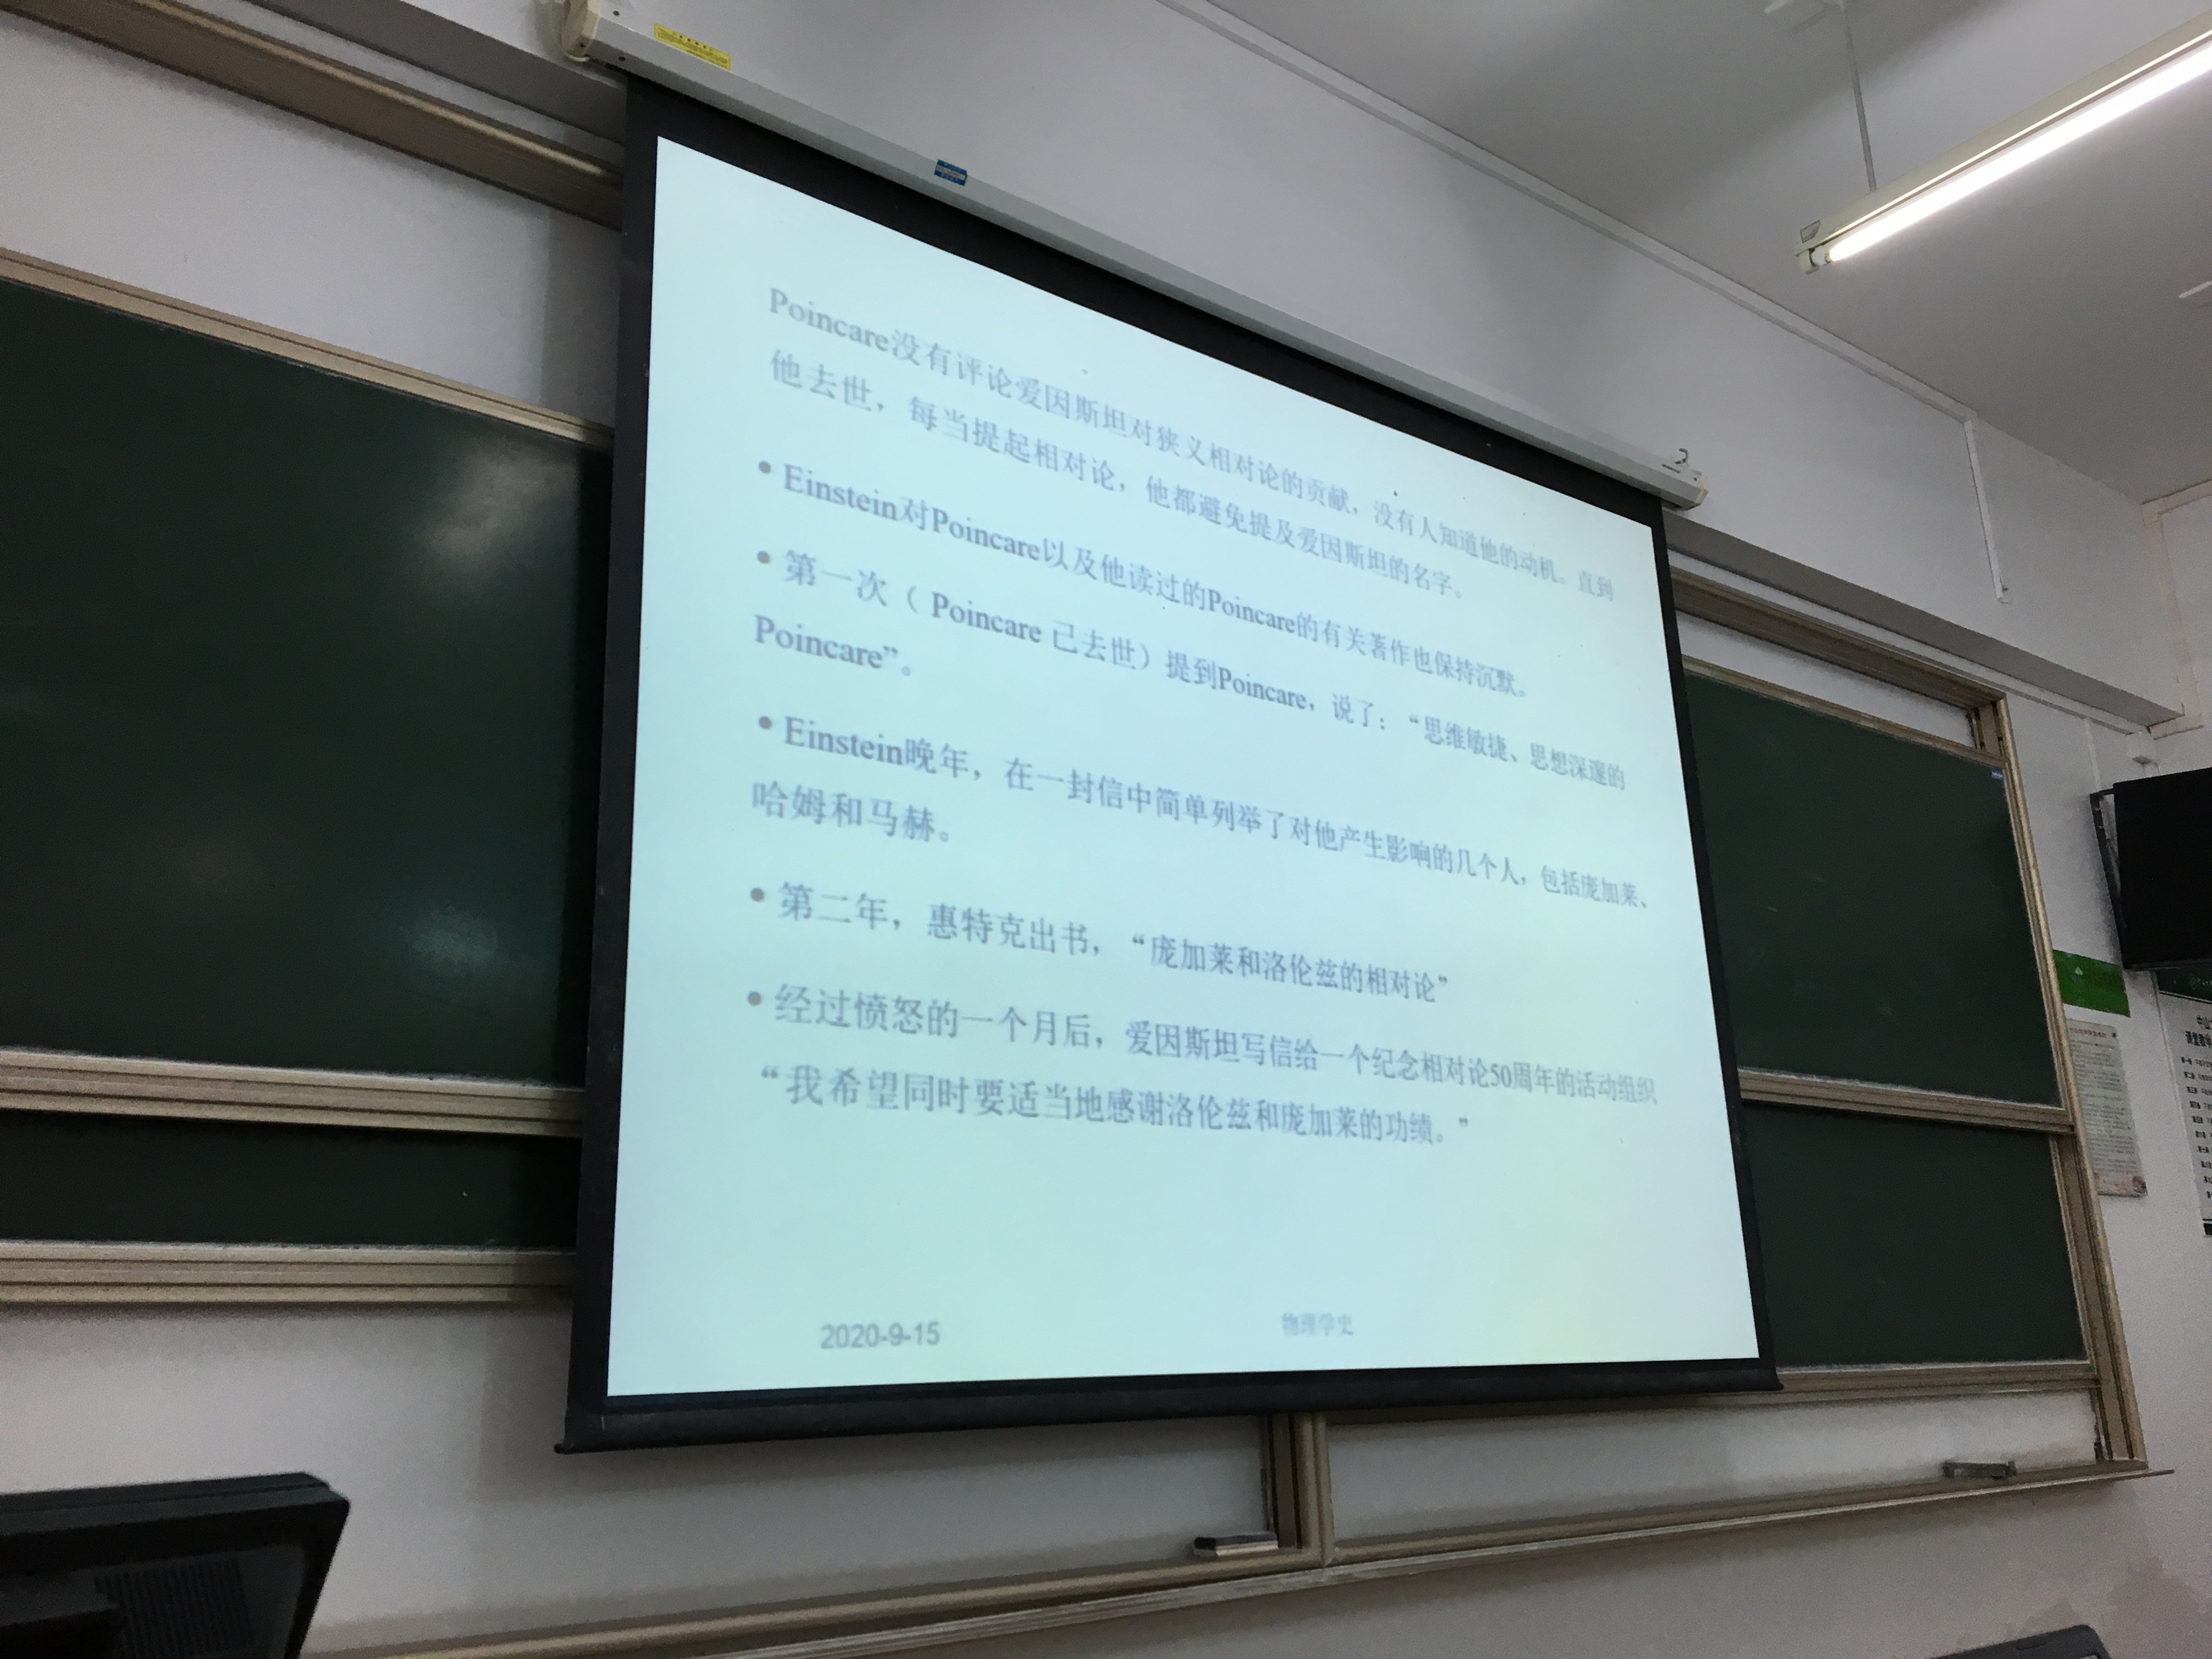 Poincare没有评论爱因斯坦对狭义相对论的贡献，没有人知道他的动机。直到
他去世，每当提起相对论，他都避免提及爱因斯坦的名字。
• Einstein对Poincare以及他读过的Poincare的有关著作也保持沉默。
• 第一次（ Poincare 己去世）提到Poincare，说了：“思维敏捷、思想深邃的
Poincare”。
• Einstein晚年，在一封信中简单列举了对他产生影响的几个人，包括庞加莱、
哈姆和马赫。
• 第二年，惠特克出书，“庞加莱和洛伦兹的相对论”
• 经过愤怒的一个月后，爱因斯坦写信给一个纪念相对论50周年的活动组织
“我希望同时要适当地感谢洛伦兹和庞加莱的功绩。”
2020-9-15
物理学史